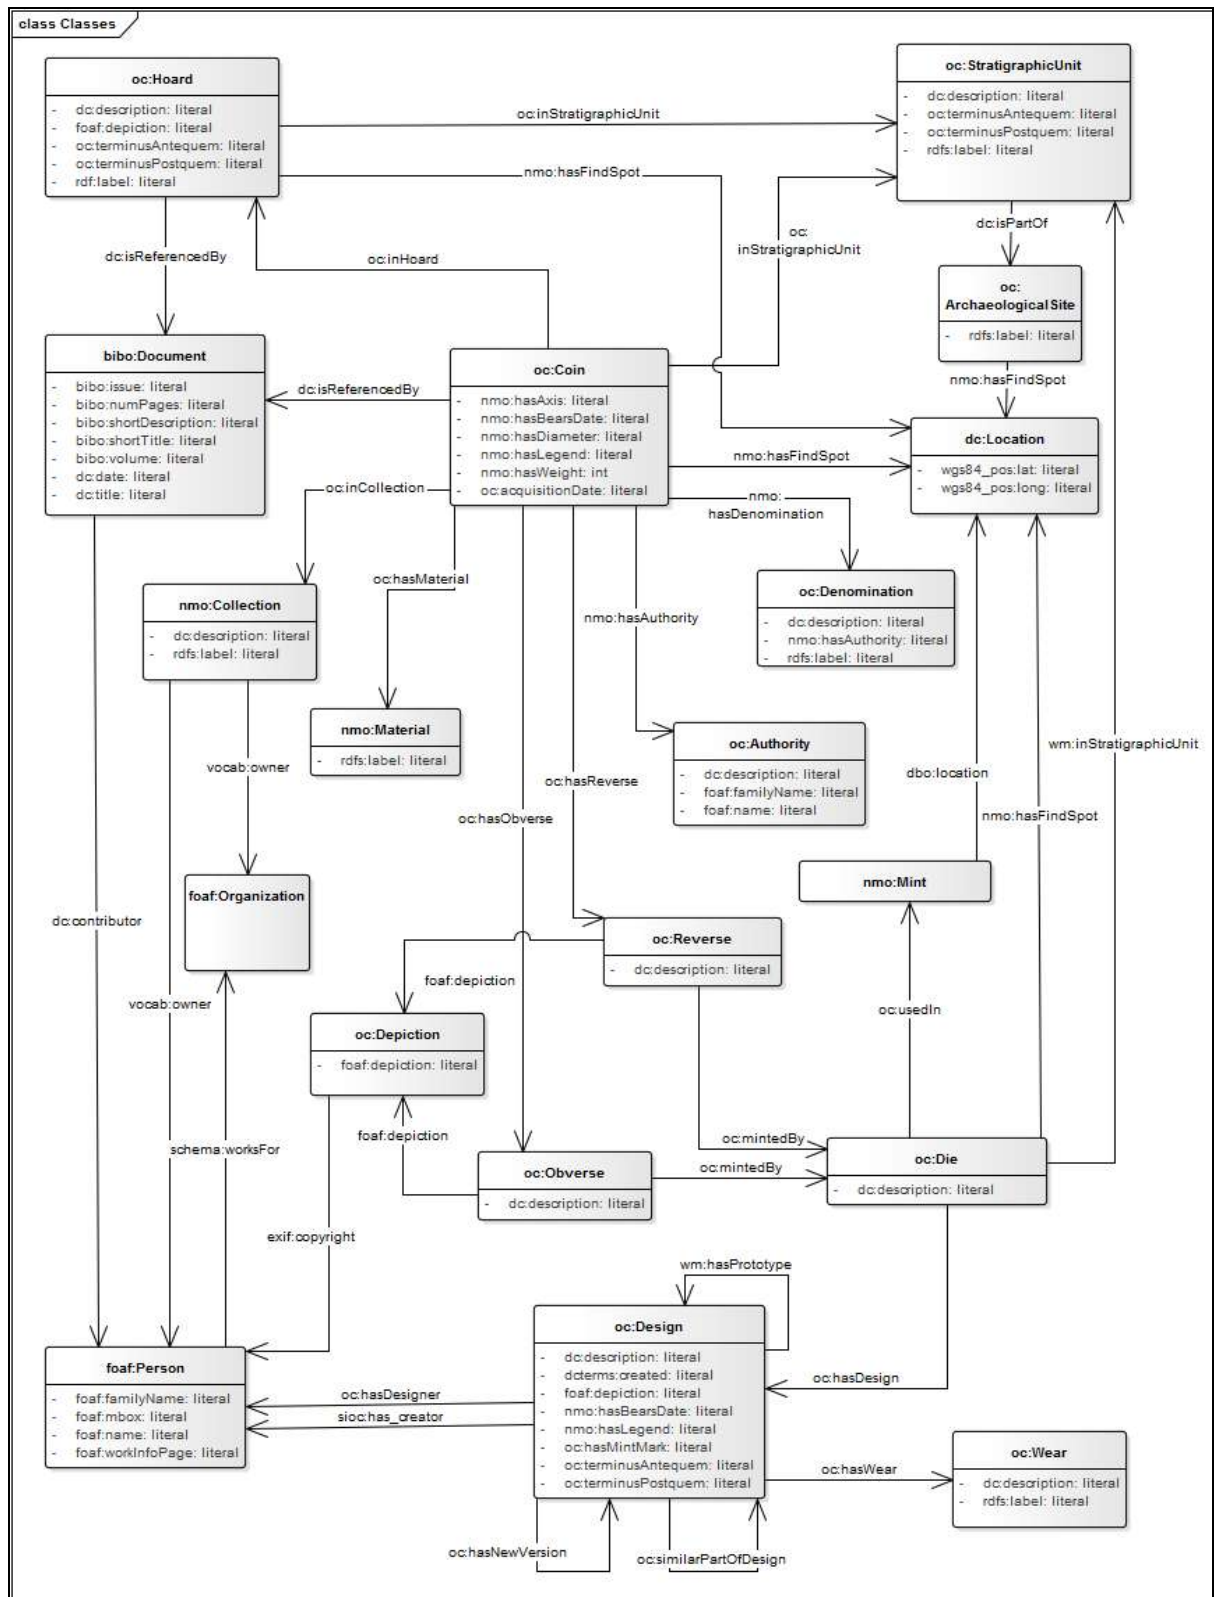 class Classes
oc:Hoard
- dc:description: literal
- foaf:depiction: literal
- oc:terminusAntequem: literal
- oc:terminusPostquem: literal
- rdf:label: literal
oc:StratigraphicUnit
- dc:description: literal
- oc:terminusAntequem: literal
- oc:terminusPostquem: literal
- rdfs:label: literal
oc:inStratigraphicUnit
nmo:hasFindSpot
dc:isPartOf
oc:
inStratigraphicUnit
dc:isReferencedBy
oc:inHoard
oc:
ArchaeologicalSite
- rdfs:label: literal
bibo:Document
- bibo:issue: literal
- bibo:numPages: literal
- bibo:shortDescription: literal
- bibo:shortTitle: literal
- bibo:volume: literal
- dc:date: literal
- dc:title: literal
dc:isReferencedBy
oc:Coin
- nmo:hasAxis: literal
- nmo:hasBearsDate: literal
- nmo:hasDiameter: literal
- nmo:hasLegend: literal
- nmo:hasWeight: int
- oc:acquisitionDate: literal
nmo:hasFindSpot
dc:Location
- wgs84_pos:lat: literal
- wgs84_pos:long: literal
nmo:hasFindSpot
oc:inCollection
nmo:
hasDenomination
oc:hasMaterial
nmo:Collection
- dc:description: literal
- rdfs:label: literal
oc:Denomination
- dc:description: literal
- nmo:hasAuthority: literal
- rdfs:label: literal
nmo:hasAuthority
nmo:Material
- rdfs:label: literal
oc:Authority
- dc:description: literal
- foaf:familyName: literal
- foaf:name: literal
wm:inStratigraphicUnit
vocab:owner
oc:hasReverse
dbo:location
oc:hasObverse
nmo:hasFindSpot
foaf:Organization
nmo:Mint
dc:contributor
oc:Reverse
- dc:description: literal
foaf:depiction
vocab:owner
oc:usedIn
oc:Depiction
- foaf:depiction: literal
foaf:depiction
schema:worksFor
oc:mintedBy
oc:Obverse
- dc:description: literal
oc:mintedBy
oc:Die
- dc:description: literal
exif:copyright
wm:hasPrototype
oc:Design
- dc:description: literal
- dcterms:created: literal
- foaf:depiction: literal
- nmo:hasBearsDate: literal
- nmo:hasLegend: literal
- oc:hasMintMark: literal
- oc:terminusAntequem: literal
- oc:terminusPostquem: literal
oc:hasDesign
foaf:Person
- foaf:familyName: literal
- foaf:mbox: literal
- foaf:name: literal
- foaf:workInfoPage: literal
oc:hasDesigner
sioc:has_creator
oc:hasWear
oc:Wear
- dc:description: literal
- rdfs:label: literal
oc:hasNewVersion
oc:similarPartOfDesign